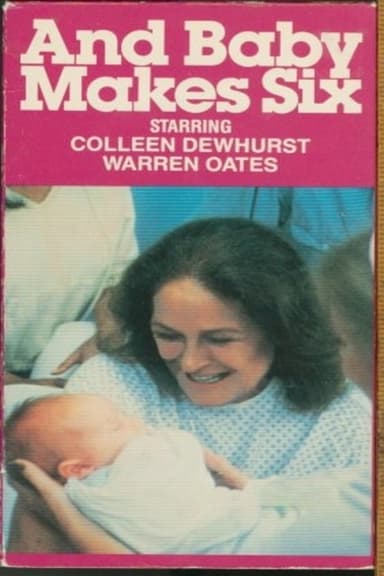 And Baby
Makes Six
STARRING
COLLEEN DEWHURST
WARREN OATES